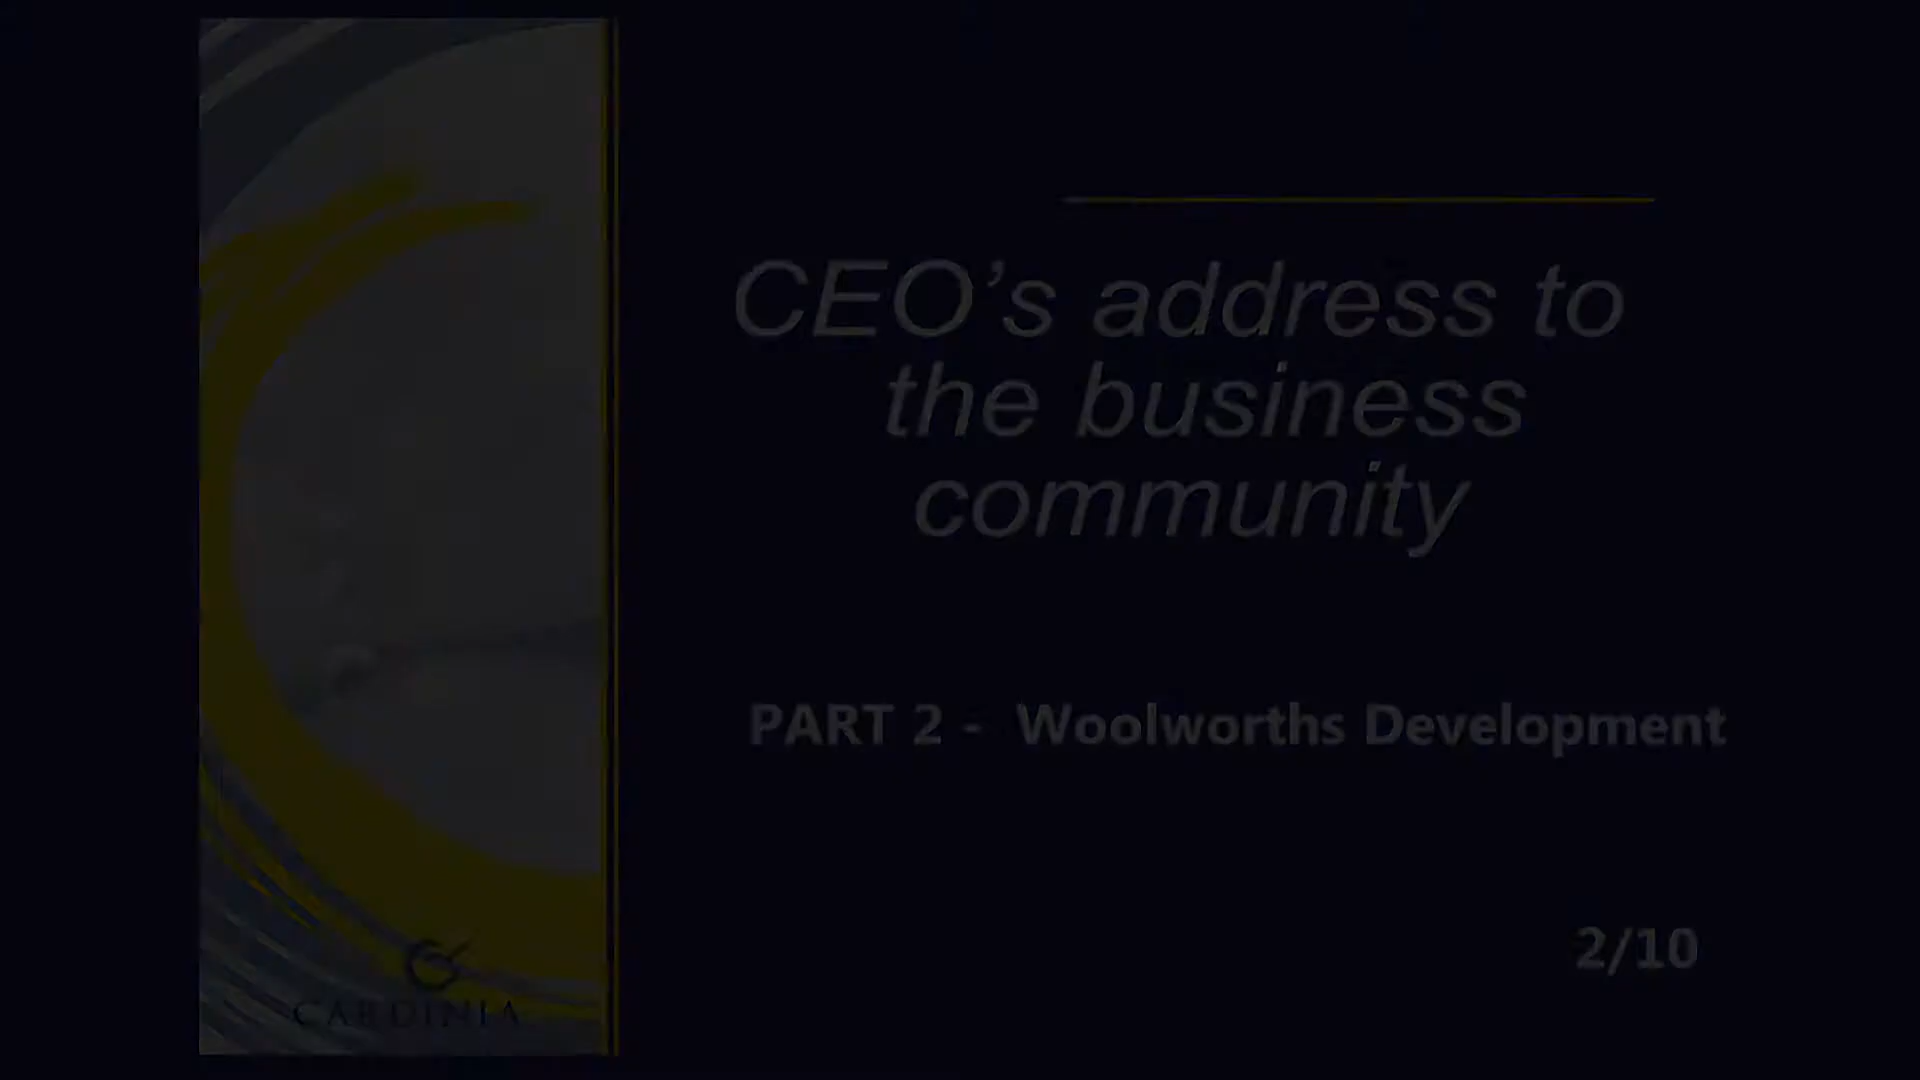 CEO’s address to
the business
community
PART 2 - Woolworths Development
2/10
CARDINIA